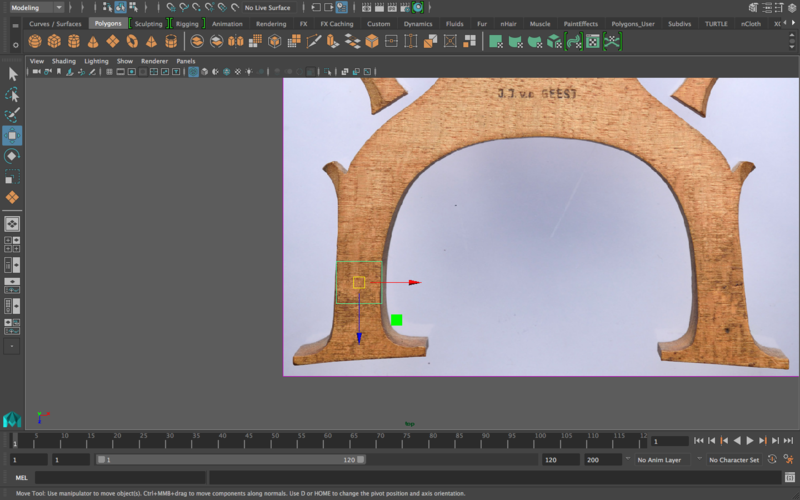 Modeling
No Live Surface
Curves / Surfaces Polygons Sculpting Rigging Animation Rendering FX FX Caching Custom Dynamics Fluids Fur nHair Muscle PaintEffects Polygons_User Subdivs TURTLE nCloth
View Shading Lighting Show Renderer Panels
GEEST
top
1 5 10 15 20 25 30 35 40 45 50 55 60 65 70 75 80 85 90 95 100 105 110 115 12 1
1 1 1 120 120 200 No Anim Layer No Character Set
MEL
Move Tool: Use manipulator to move object(s). Ctrl+MMB+drag to move components along normals. Use D or HOME to change the pivot position and axis orientation.